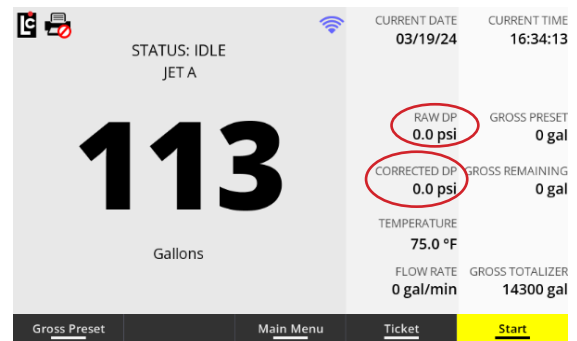 LC
STATUS: IDLE
JET A
113
Gallons
CURRENT DATE
03/19/24
CURRENT TIME
16:34:13
RAW DP
0.0 psi
GROSS PRESET
0 gal
CORRECTED DP
0.0 psi
GROSS REMAINING
0 gal
TEMPERATURE
75.0 °F
FLOW RATE
0 gal/min
GROSS TOTALIZER
14300 gal
Gross Preset
Main Menu
Ticket
Start